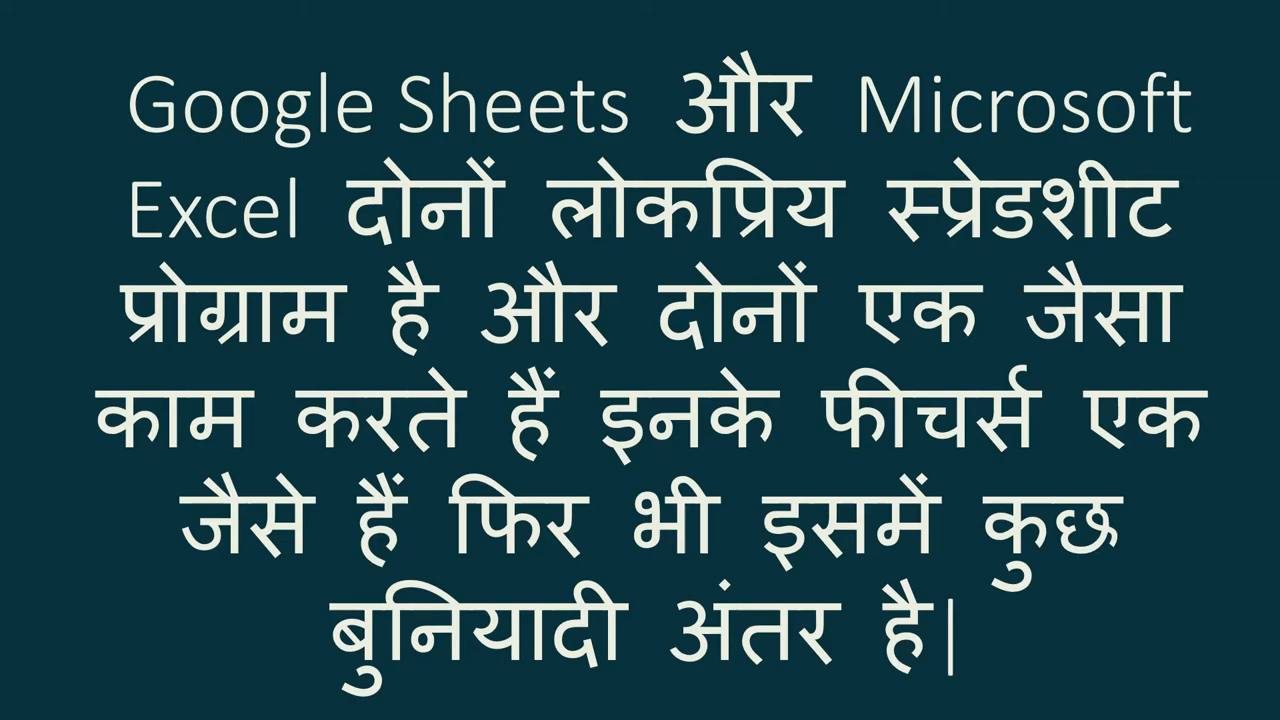 Google Sheets और Microsoft
Excel दोनों लोकप्रिय स्प्रेडशीट
प्रोग्राम है और दोनों एक जैसा
काम करते हैं इनके फीचर्स एक
जैसे हैं फिर भी इसमें कुछ
बुनियादी अंतर है|